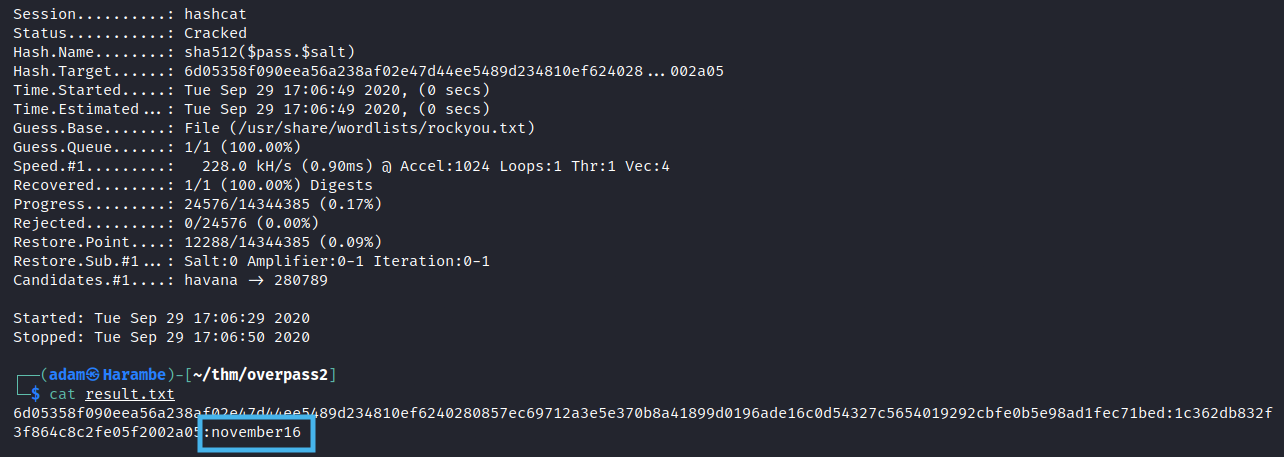 Session..........: hashcat
Status...........: Cracked
Hash.Name........: sha512($pass.$salt)
Hash.Target......: 6d05358f090eea56a238af02e47d44ee5489d234810ef624028...002a05
Time.Started.....: Tue Sep 29 17:06:49 2020, (0 secs)
Time.Estimated...: Tue Sep 29 17:06:49 2020, (0 secs)
Guess.Base.......: File (/usr/share/wordlists/rockyou.txt)
Guess.Queue......: 1/1 (100.00%)
Speed.#1.........:   228.0 kH/s (0.90ms) @ Accel:1024 Loops:1 Thr:1 Vec:4
Recovered........: 1/1 (100.00%) Digests
Progress.........: 24576/14344385 (0.17%)
Rejected.........: 0/24576 (0.00%)
Restore.Point....: 12288/14344385 (0.09%)
Restore.Sub.#1...: Salt:0 Amplifier:0-1 Iteration:0-1
Candidates.#1....: havana -> 280789
Started: Tue Sep 29 17:06:29 2020
Stopped: Tue Sep 29 17:06:50 2020
┌──(adam㉿Harambe)-[~/thm/overpass2]
└─$ cat result.txt
6d05358f090eea56a238af02e47d44ee5489d234810ef6240280857ec69712a3e5e370b8a41899d0196ade16c0d54327c5654019292cbfe0b5e98ad1fec71bed:1c362db832f
3f864c8c2fe05f2002a05:november16